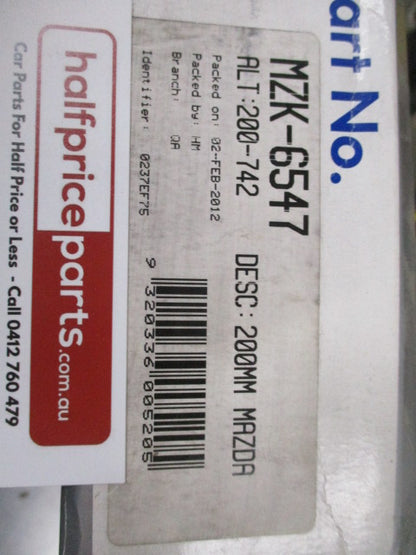 art No.
MZK-6547
ALT:200-742 DESC:200MM MAZDA
Packed on: 02-FEB-2012
Packed by: HM
Branch: QA
Identifier: 0237EF75
9 320336 005205
halfpriceparts.com.au
Car Parts For Half Price or Less - Call 0412 760 479